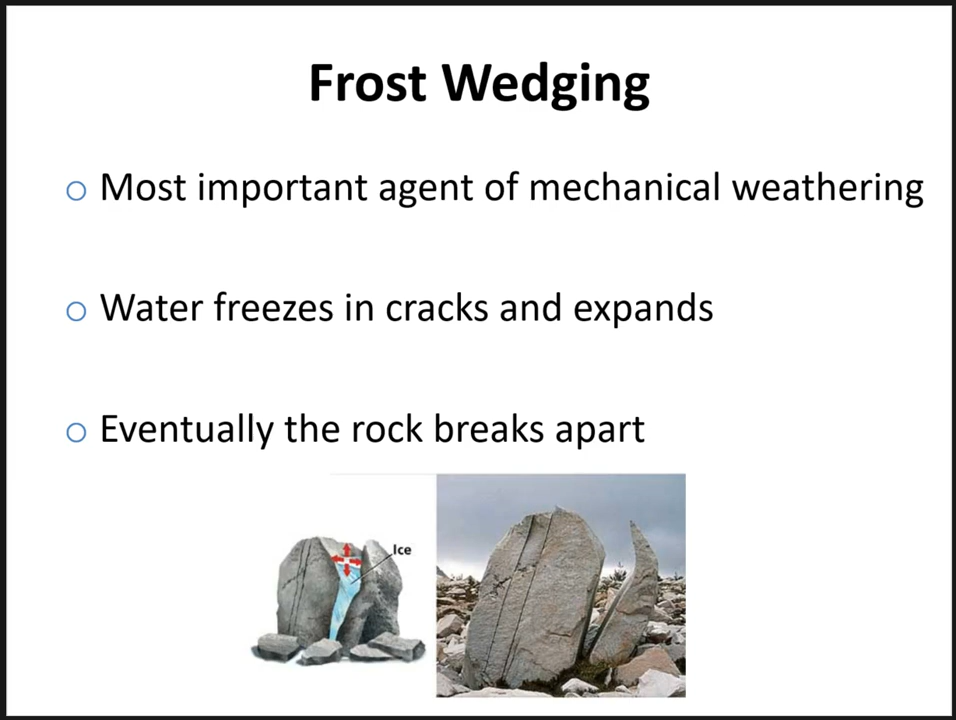 Frost Wedging
o Most important agent of mechanical weathering
o Water freezes in cracks and expands
o Eventually the rock breaks apart
Ice